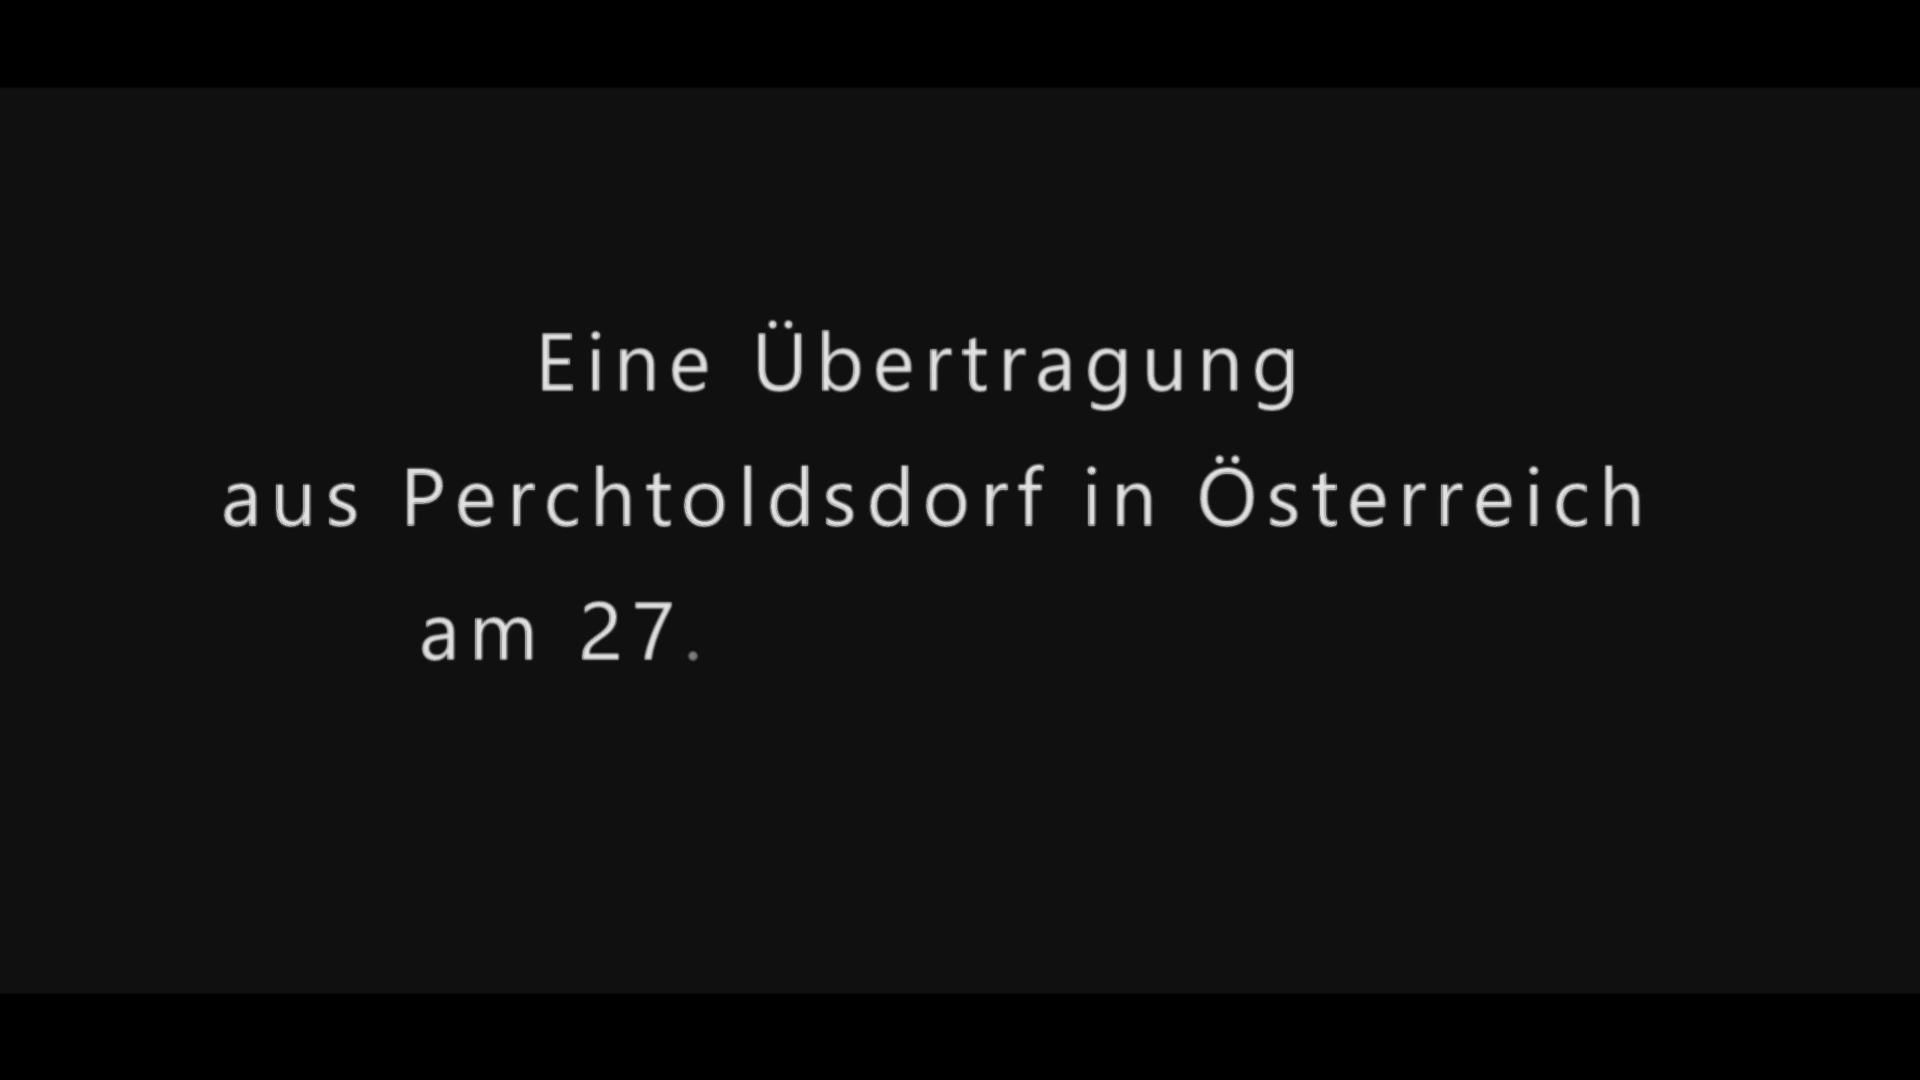 Eine Übertragung
aus Perchtoldsdorf in Österreich
am 27.